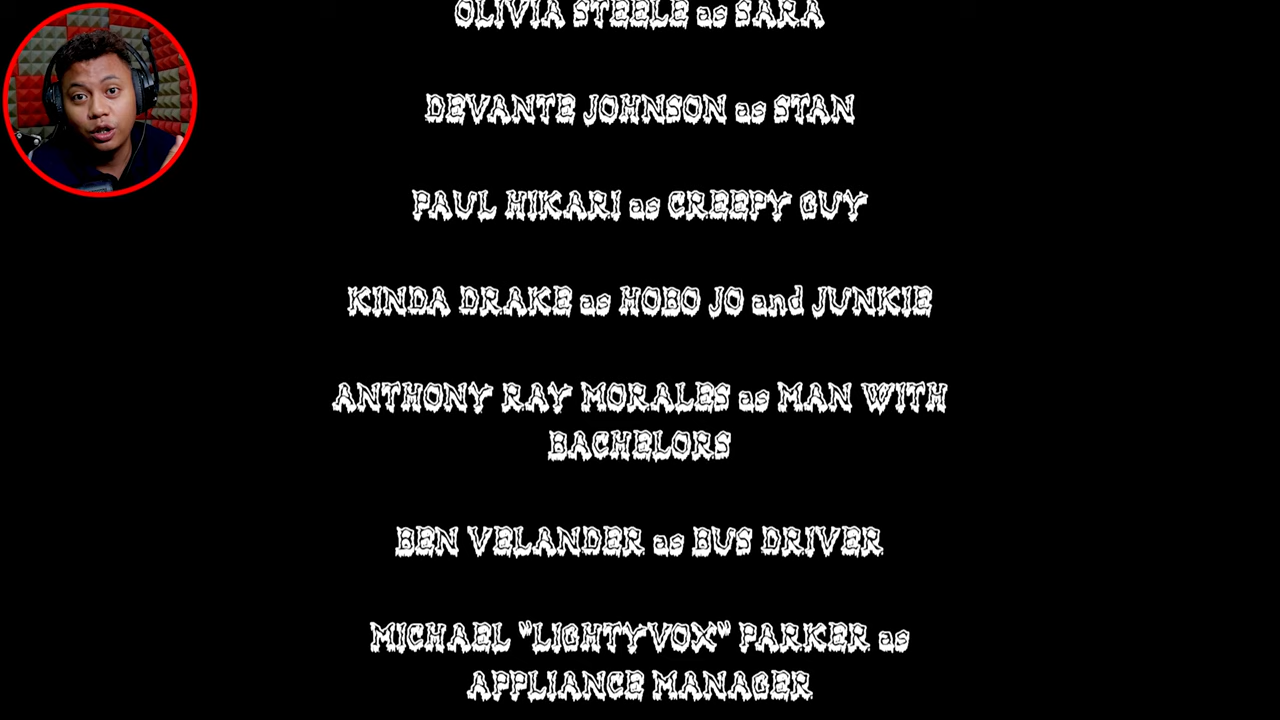 OLIVIA STEELE as SARA
DEVANTE JOHNSON as STAN
PAUL HIKARI as CREEPY GUY
KINDA DRAKE as HOBO JO and JUNKIE
ANTHONY RAY MORALES as MAN WITH
BACHELORS
BEN VELANDER as BUS DRIVER
MICHAEL "LIGHTYVOX" PARKER as
APPLIANCE MANAGER